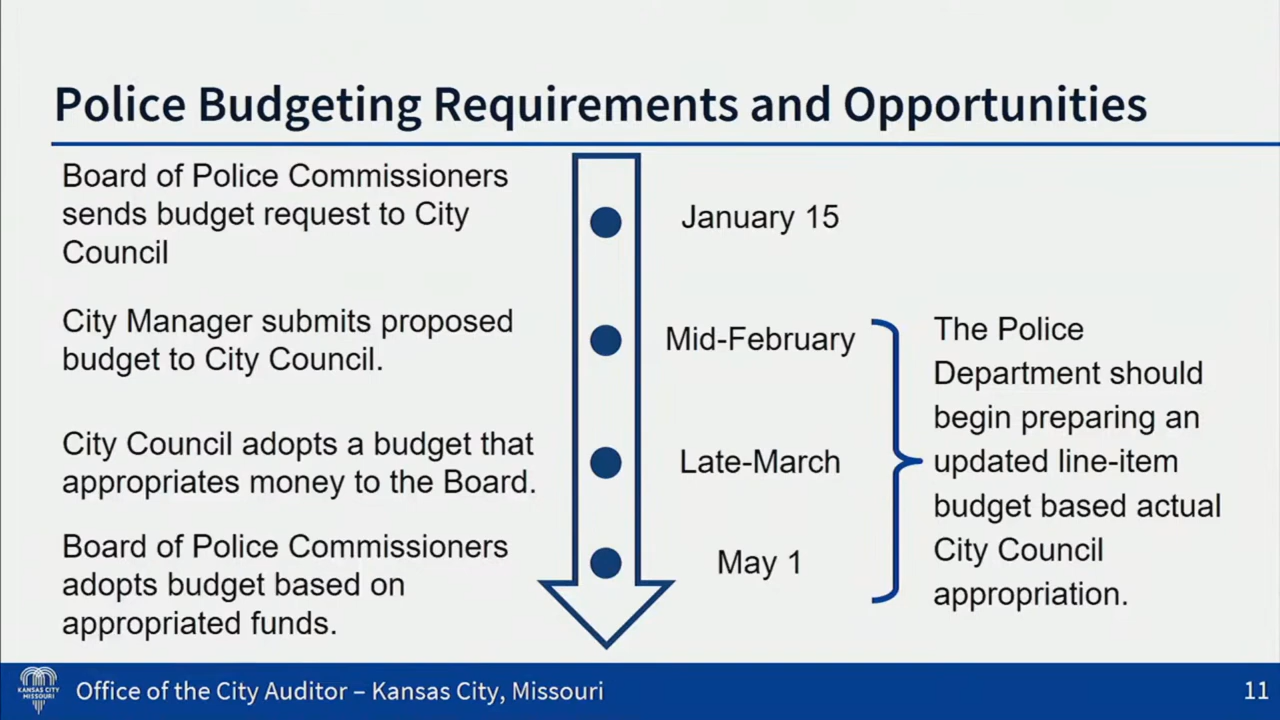 Police Budgeting Requirements and Opportunities
Board of Police Commissioners
sends budget request to City
Council
January 15
City Manager submits proposed
budget to City Council.
Mid-February
City Council adopts a budget that
appropriates money to the Board.
Late-March
Board of Police Commissioners
adopts budget based on
appropriated funds.
May 1
The Police
Department should
begin preparing an
updated line-item
budget based actual
City Council
appropriation.
KANSAS CITY
MISSOURI
Office of the City Auditor – Kansas City, Missouri
11